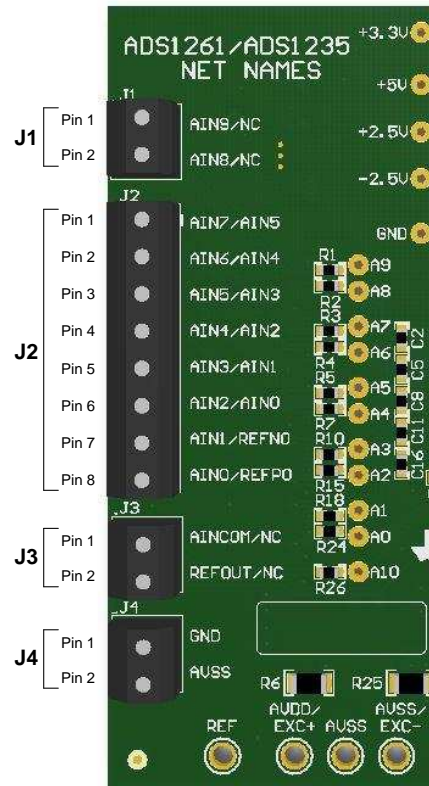 ADS1261/ADS1235
NET NAMES
+3.3V
+5V
+2.5V
-2.5V
GND
J1
J1
Pin 1
AIN9/NC
Pin 2
AIN8/NC
J2
J2
Pin 1
AIN7/AIN5
Pin 2
AIN6/AIN4
Pin 3
AIN5/AIN3
Pin 4
AIN4/AIN2
Pin 5
AIN3/AIN1
Pin 6
AIN2/AIN0
Pin 7
AIN1/REFN0
Pin 8
AIN0/REFP0
R1
A9
A8
R2
R3
A7
A6
R4
R5
A5
A4
R7
R10
A3
A2
R15
R18
A1
A0
R24
A10
R26
C2
C5
C8
C11
C16
J3
J3
Pin 1
AINCOM/NC
Pin 2
REFOUT/NC
J4
J4
Pin 1
GND
Pin 2
AVSS
R6
R25
REF
AVDD/
EXC+
AVSS
AVSS/
EXC-